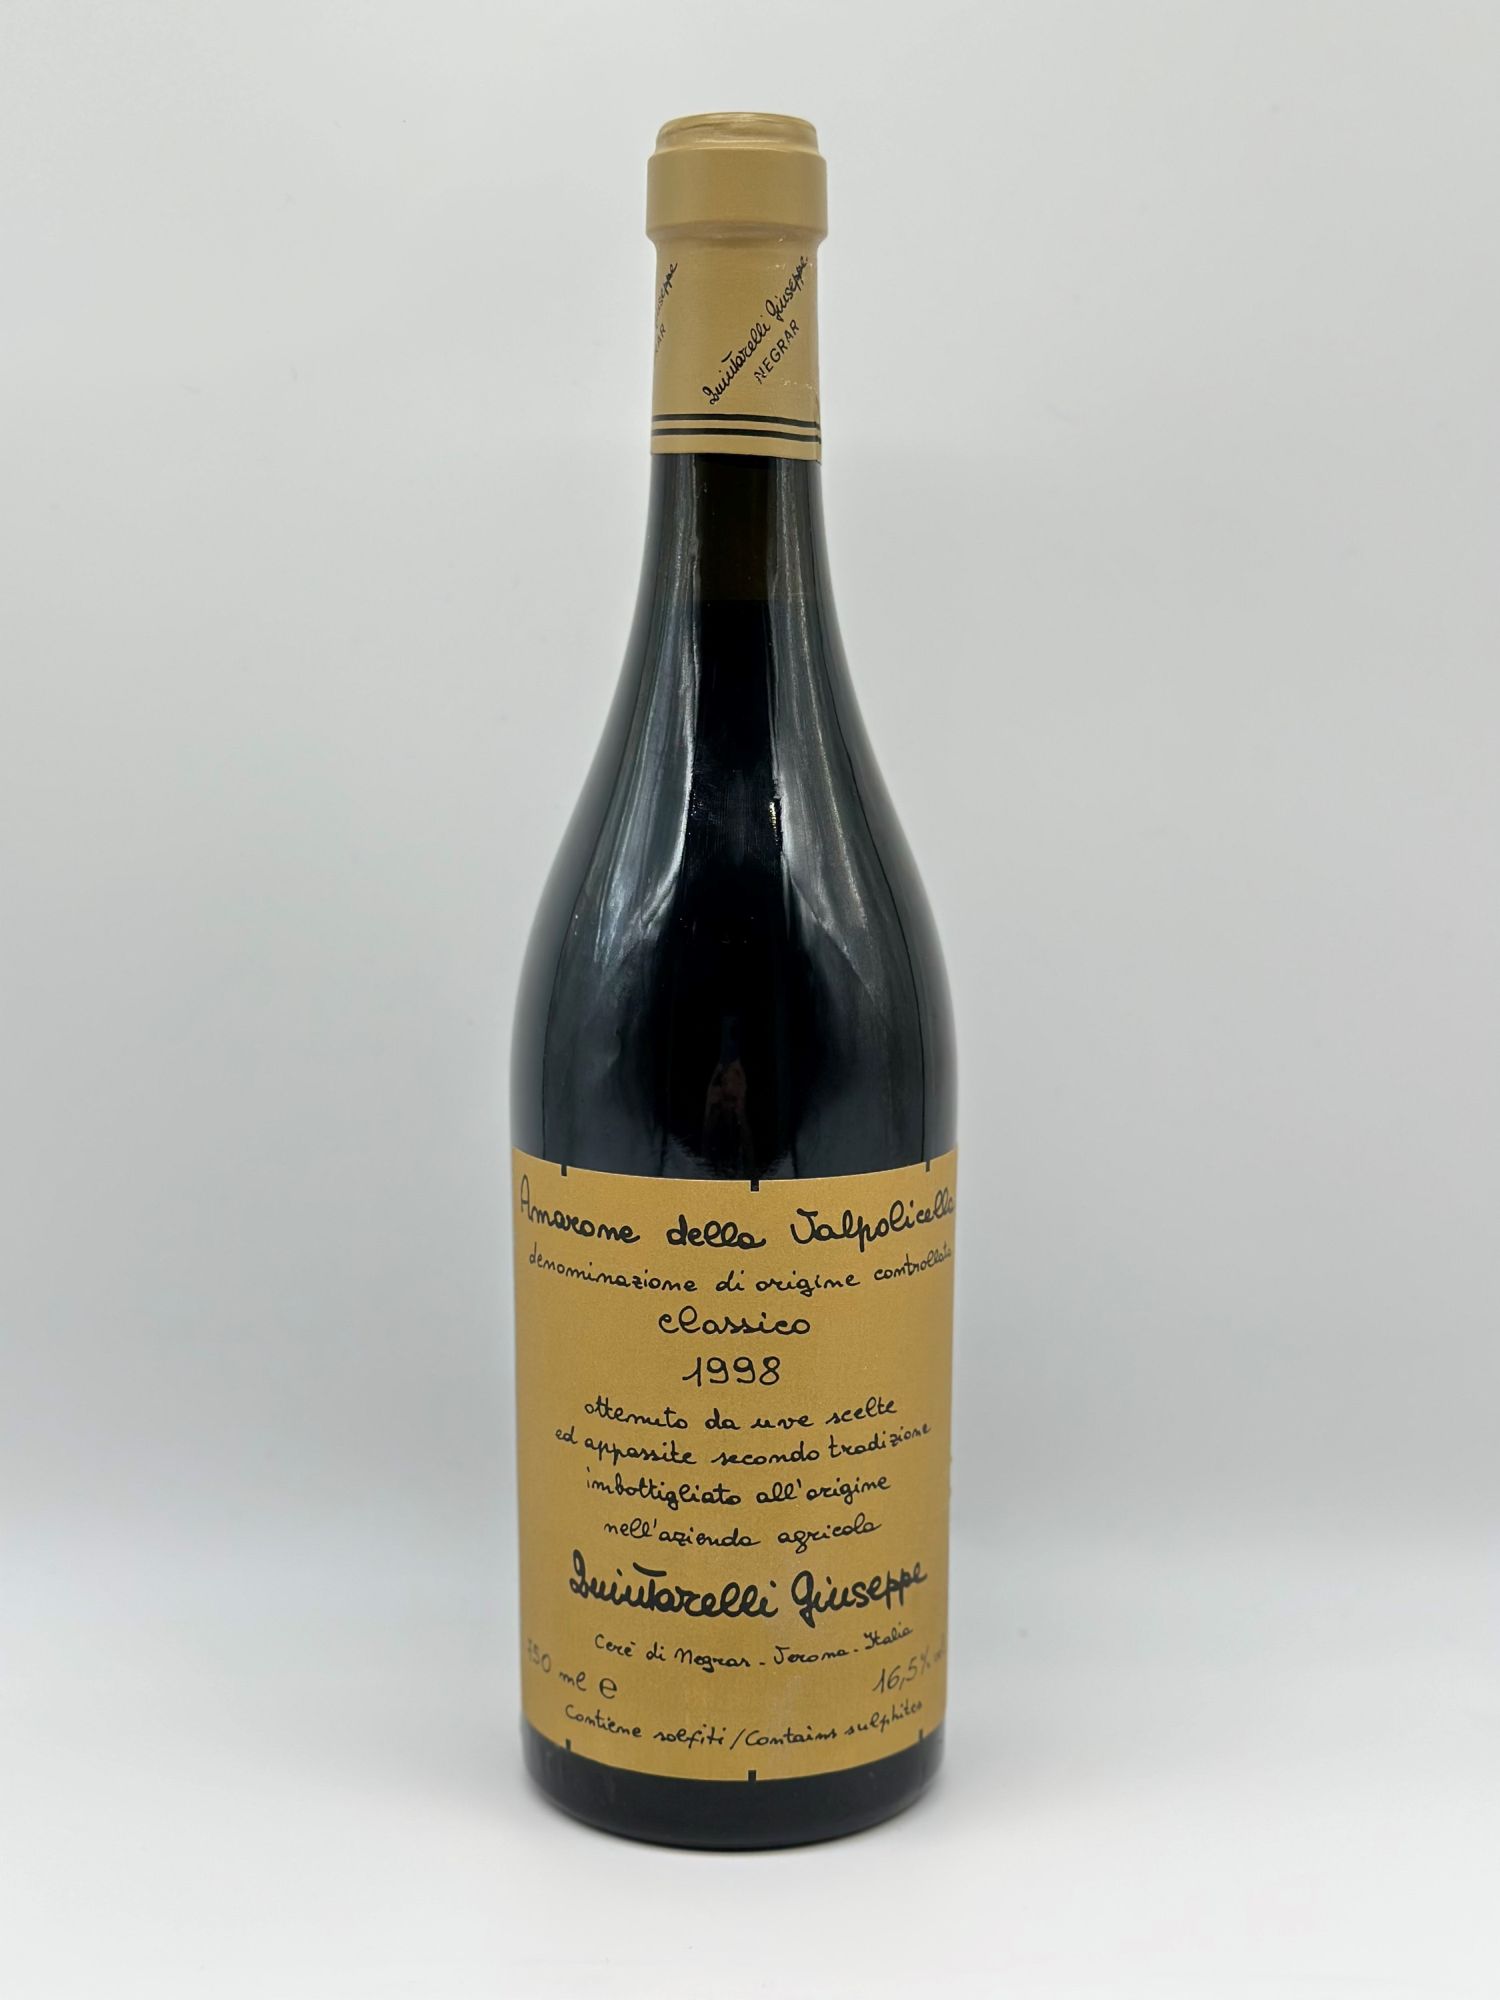 Quintarelli Giuseppe
NEGRAR
Amarone della Valpolicella
denominazione di origine controllata
classico
1998
ottenuto da uve scelte
ed appassite secondo tradizione
imbottigliato all'origine
nell'azienda agricola
Quintarelli Giuseppe
Cerè di Negrar - Verona - Italia
750 ml e 16,5%
Contiene solfiti/Contains sulphites